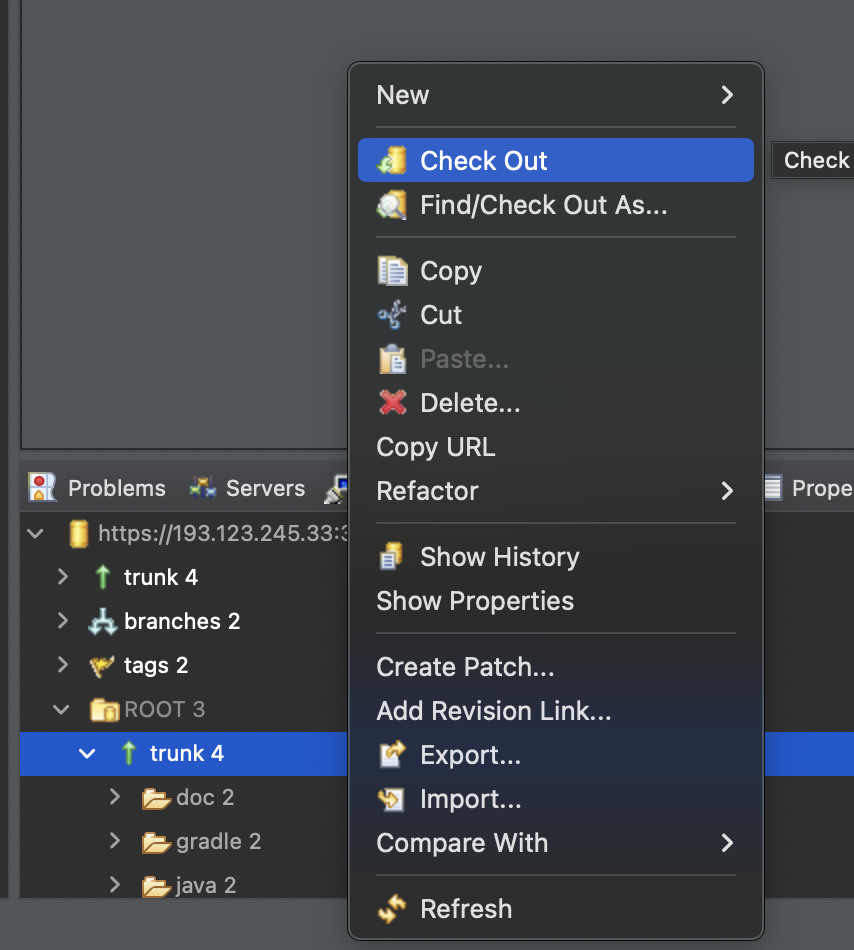 New
Check Out
Check
Find/Check Out As...
Copy
Cut
Paste...
Delete...
Copy URL
Refactor
Show History
Show Properties
Create Patch...
Add Revision Link...
Export...
Import...
Compare With
Refresh
Problems
Servers
Prope
https://193.123.245.33:3
trunk 4
branches 2
tags 2
ROOT 3
trunk 4
doc 2
gradle 2
java 2